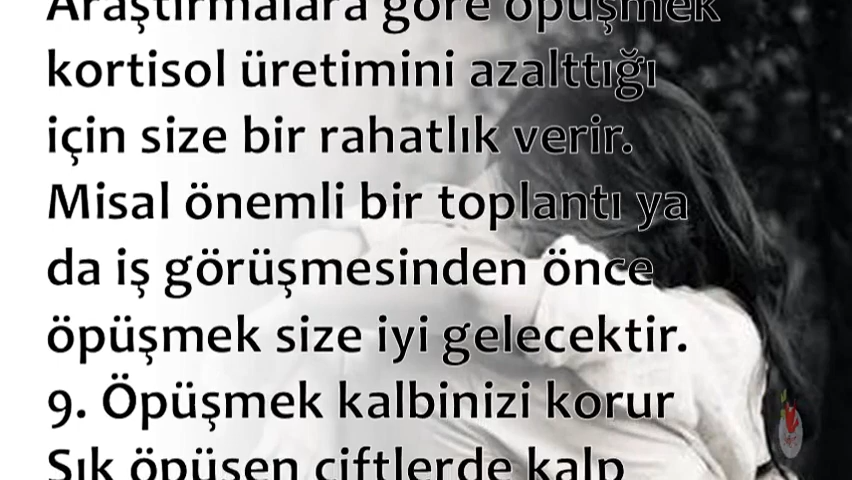 Araştırmalara göre öpüşmek
kortisol üretimini azalttığı
için size bir rahatlık verir.
Misal önemli bir toplantı ya
da iş görüşmesinden önce
öpüşmek size iyi gelecektir.
9. Öpüşmek kalbinizi korur
Sık öpüşen çiftlerde kalp